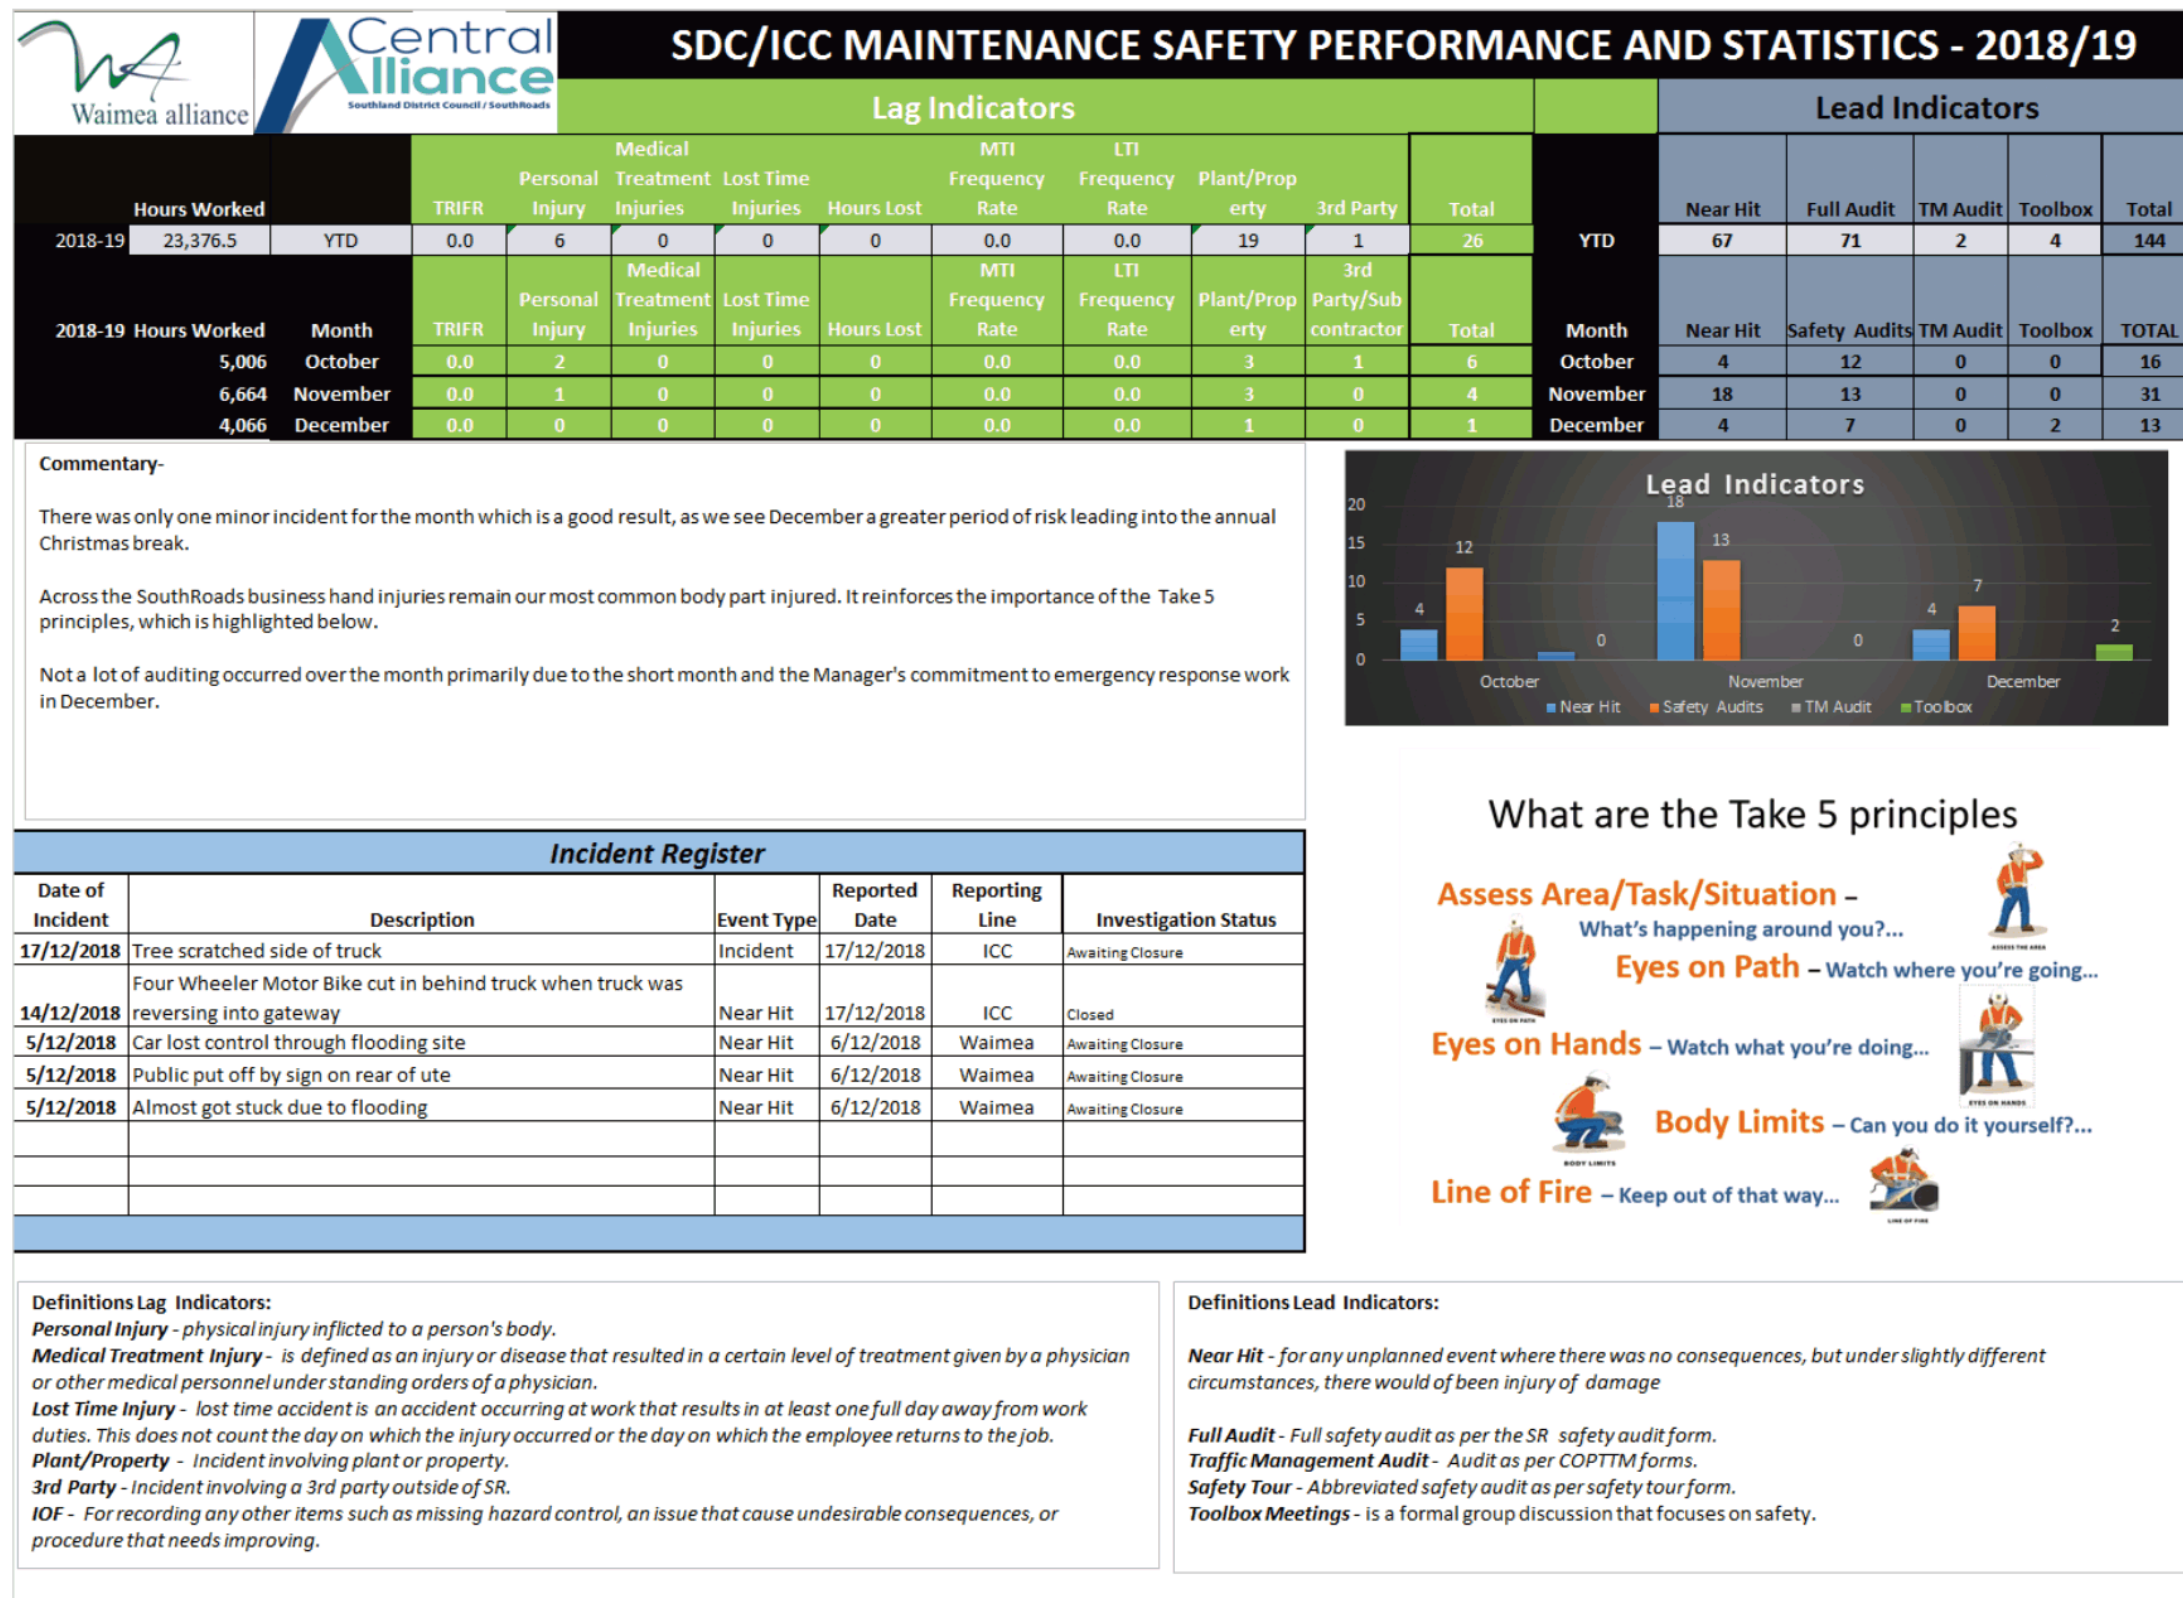 Waimea alliance
Central Alliance
Southland District Council / SouthRoads
SDC/ICC MAINTENANCE SAFETY PERFORMANCE AND STATISTICS - 2018/19
Lag Indicators Lead Indicators
Hours Worked TRIFR Personal Injury Medical Treatment Injuries Lost Time Injuries Hours Lost MTI Frequency Rate LTI Frequency Rate Plant/Property 3rd Party Total Near Hit Full Audit TM Audit Toolbox Total
2018-19 23,376.5 YTD 0.0 6 0 0 0 0.0 0.0 19 1 26 YTD 67 71 2 4 144
2018-19 Hours Worked Month TRIFR Personal Injury Medical Treatment Injuries Lost Time Injuries Hours Lost MTI Frequency Rate LTI Frequency Rate Plant/Property 3rd Party/Sub contractor Total Month Near Hit Safety Audits TM Audit Toolbox TOTAL
5,006 October 0.0 2 0 0 0 0.0 0.0 3 1 6 October 4 12 0 0 16
6,664 November 0.0 1 0 0 0 0.0 0.0 3 0 4 November 18 13 0 0 31
4,066 December 0.0 0 0 0 0 0.0 0.0 1 0 1 December 4 7 0 2 13
Commentary-
There was only one minor incident for the month which is a good result, as we see December a greater period of risk leading into the annual
Christmas break.
Across the SouthRoads business hand injuries remain our most common body part injured. It reinforces the importance of the Take 5
principles, which is highlighted below.
Not a lot of auditing occurred over the month primarily due to the short month and the Manager's commitment to emergency response work
in December.
Lead Indicators
20
15
10
5
0
4 12 0
18 13 0
4 7 2
October November December
Near Hit Safety Audits TM Audit Toolbox
What are the Take 5 principles
Assess Area/Task/Situation –
What's happening around you?...
ASSESS THE AREA
Eyes on Path – Watch where you're going...
EYES ON PATH
Eyes on Hands – Watch what you're doing...
EYES ON HANDS
Body Limits – Can you do it yourself?...
BODY LIMITS
Line of Fire – Keep out of that way...
LINE OF FIRE
Incident Register
Date of Incident Description Event Type Reported Date Reporting Line Investigation Status
17/12/2018 Tree scratched side of truck Incident 17/12/2018 ICC Awaiting Closure
Four Wheeler Motor Bike cut in behind truck when truck was
14/12/2018 reversing into gateway Near Hit 17/12/2018 ICC Closed
5/12/2018 Car lost control through flooding site Near Hit 6/12/2018 Waimea Awaiting Closure
5/12/2018 Public put off by sign on rear of ute Near Hit 6/12/2018 Waimea Awaiting Closure
5/12/2018 Almost got stuck due to flooding Near Hit 6/12/2018 Waimea Awaiting Closure
Definitions Lag Indicators:
Personal Injury - physical injury inflicted to a person's body.
Medical Treatment Injury - is defined as an injury or disease that resulted in a certain level of treatment given by a physician
or other medical personnel under standing orders of a physician.
Lost Time Injury - lost time accident is an accident occurring at work that results in at least one full day away from work
duties. This does not count the day on which the injury occurred or the day on which the employee returns to the job.
Plant/Property - Incident involving plant or property.
3rd Party - Incident involving a 3rd party outside of SR.
IOF - For recording any other items such as missing hazard control, an issue that cause undesirable consequences, or
procedure that needs improving.
Definitions Lead Indicators:
Near Hit - for any unplanned event where there was no consequences, but under slightly different
circumstances, there would of been injury of damage
Full Audit - Full safety audit as per the SR safety audit form.
Traffic Management Audit - Audit as per COPTTM forms.
Safety Tour - Abbreviated safety audit as per safety tour form.
Toolbox Meetings - is a formal group discussion that focuses on safety.